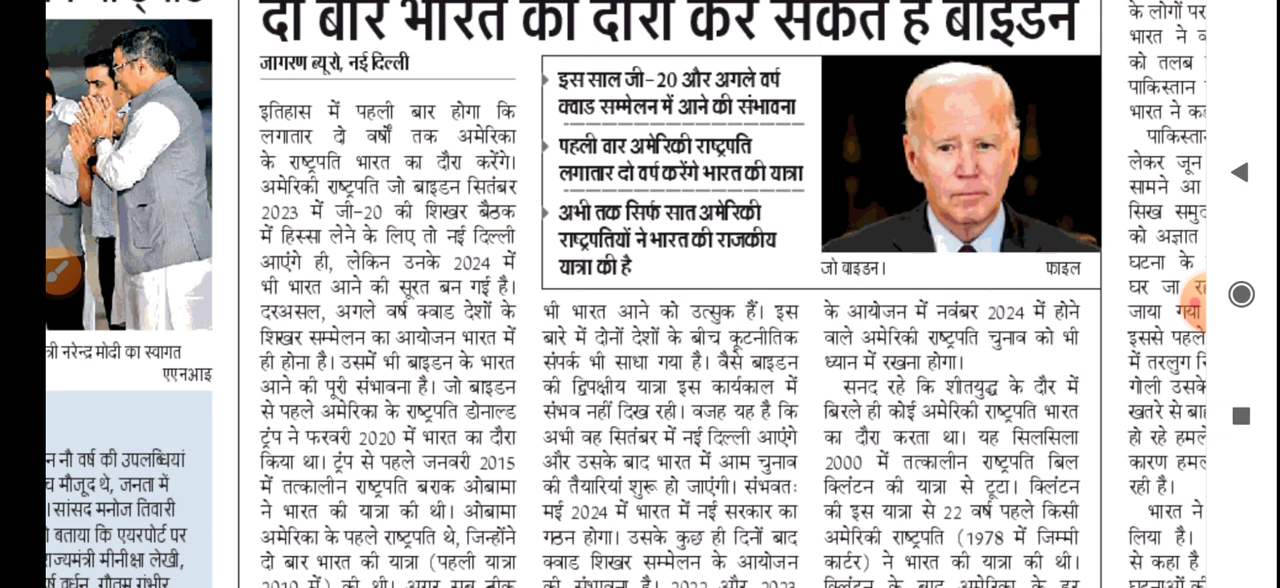 दो बार भारत का दौरा कर सकते हैं बाइडन
जागरण ब्यूरो, नई दिल्ली
इतिहास में पहली बार होगा कि
लगातार दो वर्षों तक अमेरिका
के राष्ट्रपति भारत का दौरा करेंगे।
अमेरिकी राष्ट्रपति जो बाइडन सितंबर
2023 में जी-20 की शिखर बैठक
में हिस्सा लेने के लिए तो नई दिल्ली
आएंगे ही, लेकिन उनके 2024 में
भी भारत आने की सूरत बन गई है।
दरअसल, अगले वर्ष क्वाड देशों के
शिखर सम्मेलन का आयोजन भारत में
ही होना है। उसमें भी बाइडन के भारत
आने की पूरी संभावना है। जो बाइडन
से पहले अमेरिका के राष्ट्रपति डोनाल्ड
ट्रंप ने फरवरी 2020 में भारत का दौरा
किया था। ट्रंप से पहले जनवरी 2015
में तत्कालीन राष्ट्रपति बराक ओबामा
ने भारत की यात्रा की थी। ओबामा
अमेरिका के पहले राष्ट्रपति थे, जिन्होंने
दो बार भारत की यात्रा (पहली यात्रा
इस साल जी-20 और अगले वर्ष
क्वाड सम्मेलन में आने की संभावना
पहली वार अमेरिकी राष्ट्रपति
लगातार दो वर्ष करेंगे भारत की यात्रा
अभी तक सिर्फ सात अमेरिकी
राष्ट्रपतियों ने भारत की राजकीय
यात्रा की है
जो बाइडन। फाइल
भी भारत आने को उत्सुक हैं। इस
बारे में दोनों देशों के बीच कूटनीतिक
संपर्क भी साधा गया है। वैसे बाइडन
की द्विपक्षीय यात्रा इस कार्यकाल में
संभव नहीं दिख रही। वजह यह है कि
अभी वह सितंबर में नई दिल्ली आएंगे
और उसके बाद भारत में आम चुनाव
की तैयारियां शुरू हो जाएंगी। संभवतः
मई 2024 में भारत में नई सरकार का
गठन होगा। उसके कुछ ही दिनों बाद
क्वाड शिखर सम्मेलन के आयोजन
के आयोजन में नवंबर 2024 में होने
वाले अमेरिकी राष्ट्रपति चुनाव को भी
ध्यान में रखना होगा।
सनद रहे कि शीतयुद्ध के दौर में
बिरले ही कोई अमेरिकी राष्ट्रपति भारत
का दौरा करता था। यह सिलसिला
2000 में तत्कालीन राष्ट्रपति बिल
क्लिंटन की यात्रा से टूटा। क्लिंटन
की इस यात्रा से 22 वर्ष पहले किसी
अमेरिकी राष्ट्रपति (1978 में जिम्मी
कार्टर) ने भारत की यात्रा की थी।
नरेन्द्र मोदी का स्वागत
एएनआइ
नौ वर्ष की उपलब्धियां
मौजूद थे, जनता में
सांसद मनोज तिवारी
बताया कि एयरपोर्ट पर
राज्यमंत्री मीनीक्षा लेखी,
के लोगों पर
भारत ने
को तलब
पाकिस्तान
भारत ने
लेकर जून
सामने आ
सिख
को अज्ञात
घटना के
घर जा
जाया गया
इससे पहले
में तरलुग
गोली उसके
खतरे से
हो रहे हमले
कारण
रही है।
भारत ने
लिया है।
से कहा है